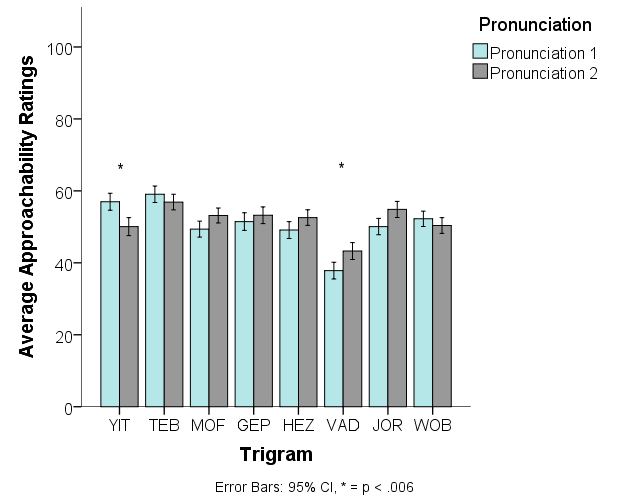 Pronunciation
Pronunciation 1
Pronunciation 2
Average Approachability Ratings
100
80
60
40
20
0
* *
YIT TEB MOF GEP HEZ VAD JOR WOB
Trigram
Error Bars: 95% CI, * = p < .006